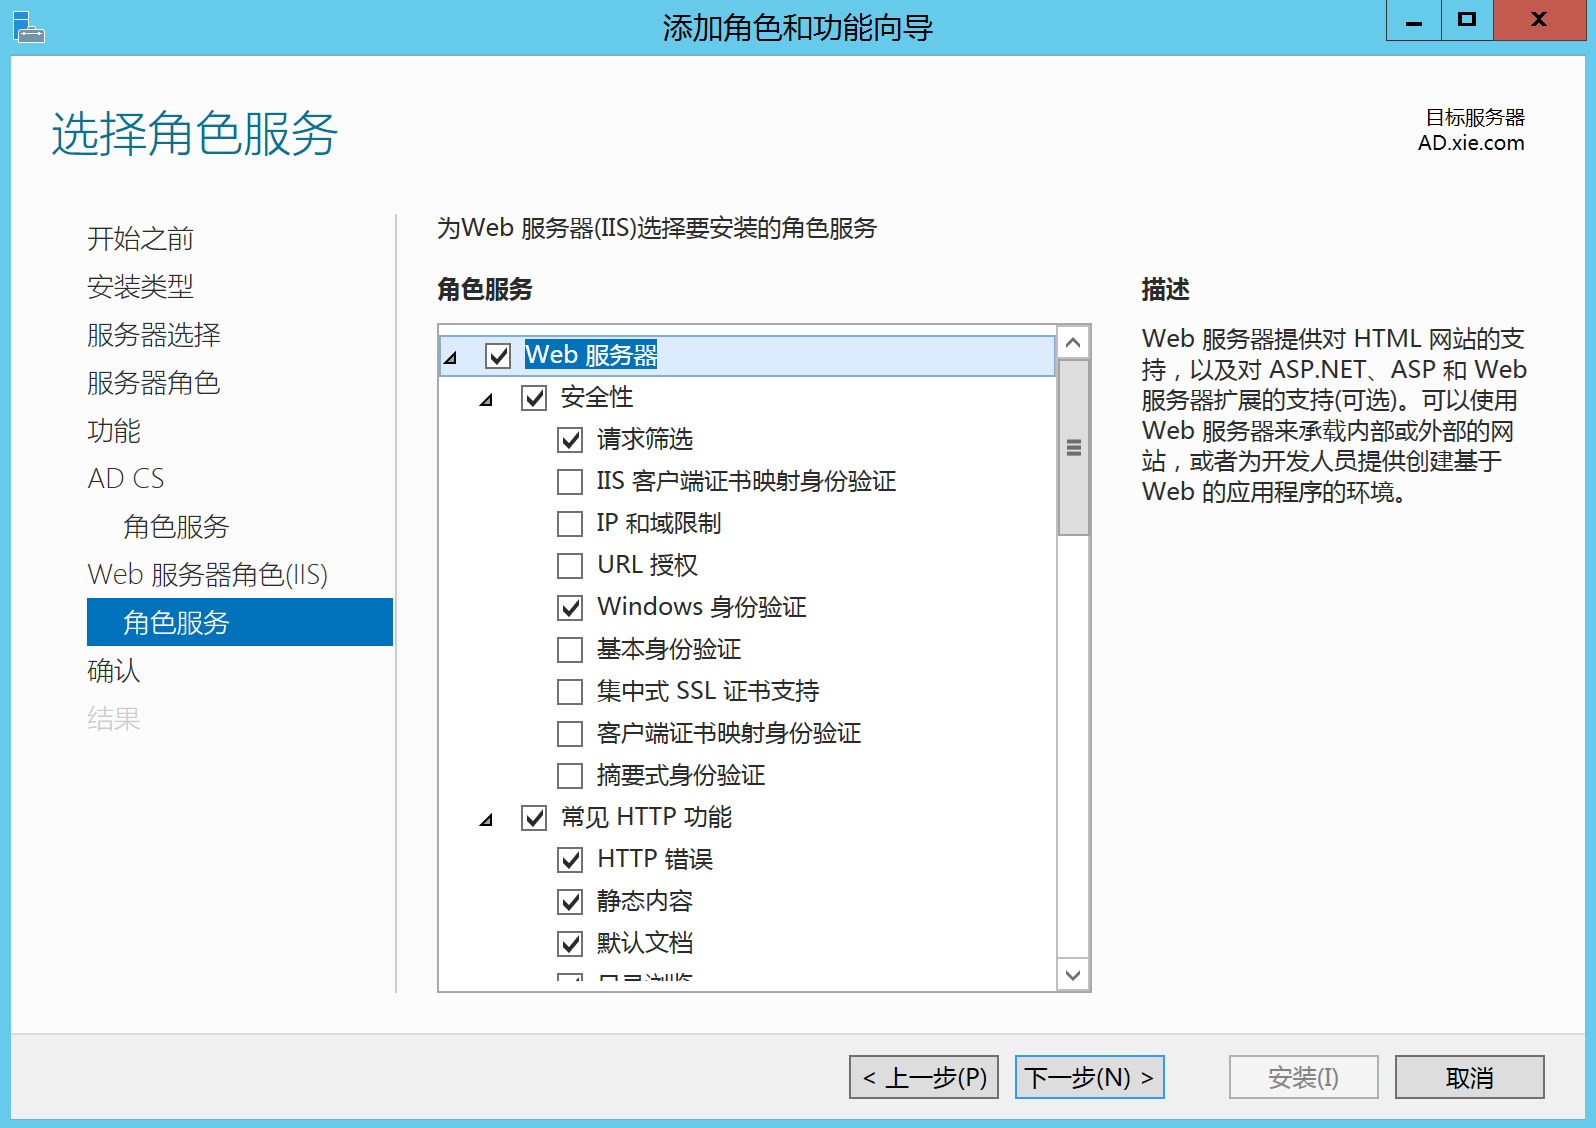 添加角色和功能向导
选择角色服务
目标服务器
AD.xie.com
开始之前
安装类型
服务器选择
服务器角色
功能
AD CS
角色服务
Web 服务器角色(IIS)
角色服务
确认
结果
为Web 服务器(IIS)选择要安装的角色服务
角色服务
Web 服务器
安全性
请求筛选
IIS 客户端证书映射身份验证
IP 和域限制
URL 授权
Windows 身份验证
基本身份验证
集中式 SSL 证书支持
客户端证书映射身份验证
摘要式身份验证
常见 HTTP 功能
HTTP 错误
静态内容
默认文档
描述
Web 服务器提供对 HTML 网站的支
持，以及对 ASP.NET、ASP 和 Web
服务器扩展的支持(可选)。可以使用
Web 服务器来承载内部或外部的网
站，或者为开发人员提供创建基于
Web 的应用程序的环境。
< 上一步(P)
下一步(N) >
安装(I)
取消